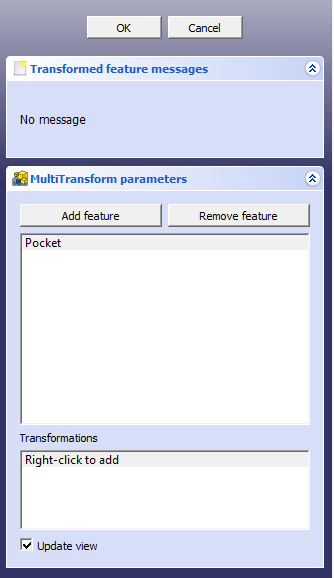 OK Cancel
Transformed feature messages
No message
MultiTransform parameters
Add feature Remove feature
Pocket
Transformations
Right-click to add
Update view